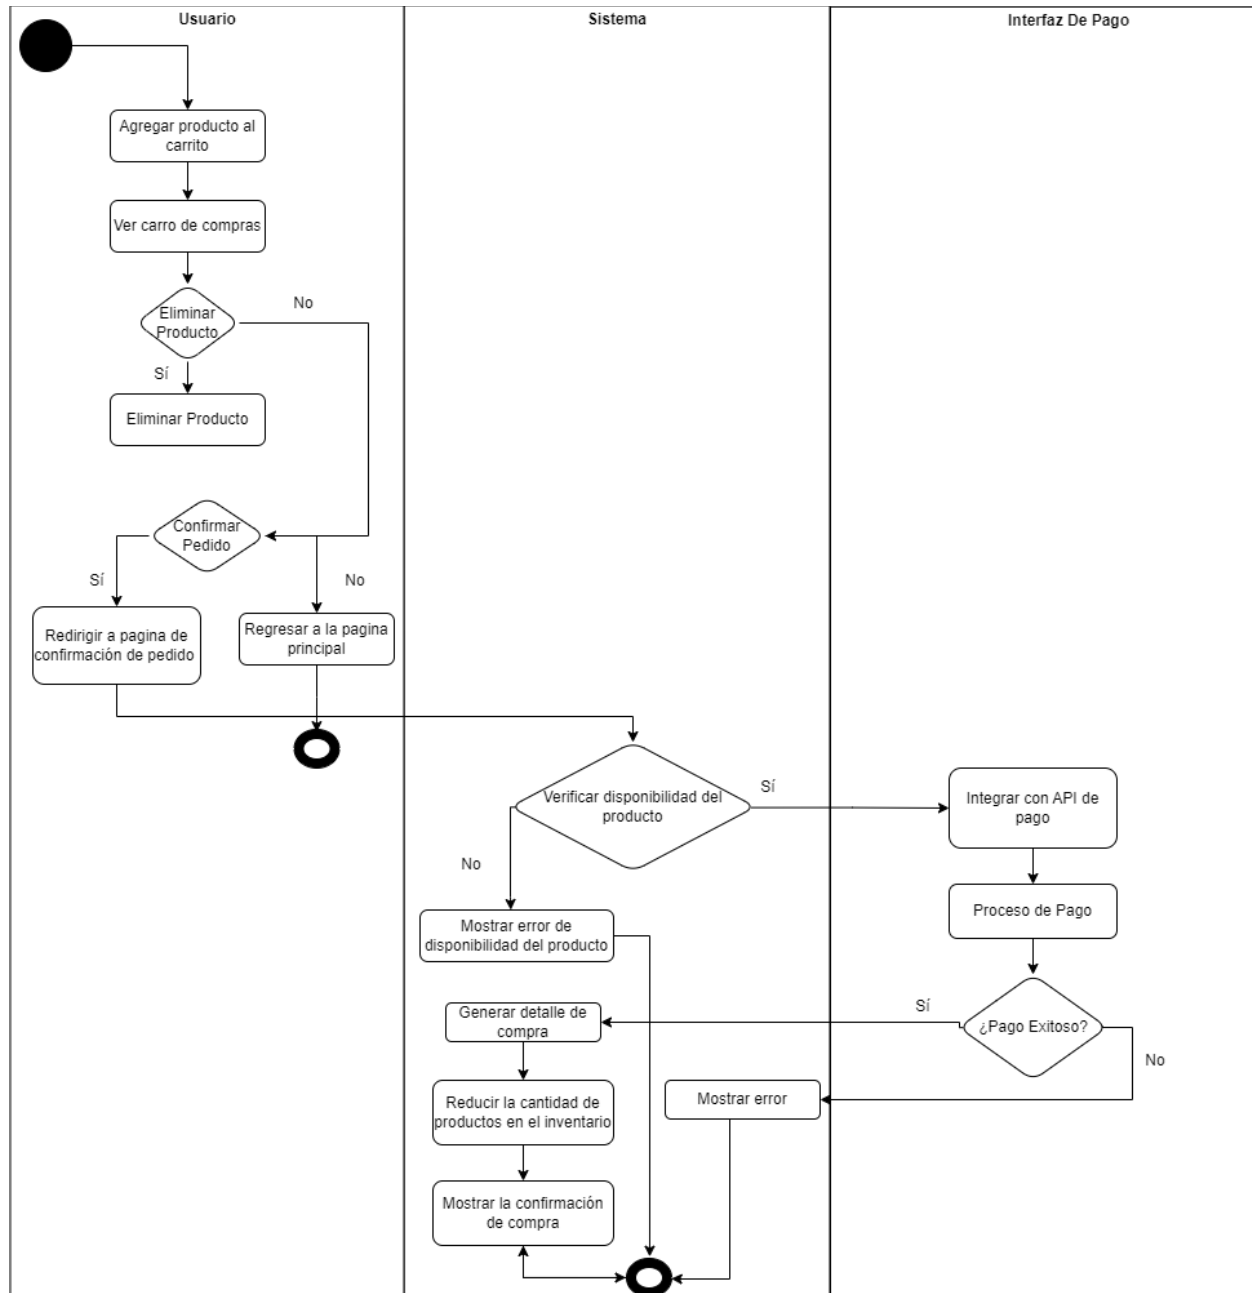 Usuario
Sistema
Interfaz De Pago
Agregar producto al
carrito
Ver carro de compras
Eliminar
Producto
No
Sí
Eliminar Producto
Confirmar
Pedido
Sí
No
Redirigir a pagina de
confirmación de pedido
Regresar a la pagina
principal
Verificar disponibilidad del
producto
Sí
No
Integrar con API de
pago
Proceso de Pago
Mostrar error de
disponibilidad del producto
¿Pago Exitoso?
Sí
No
Generar detalle de
compra
Reducir la cantidad de
productos en el inventario
Mostrar error
Mostrar la confirmación
de compra